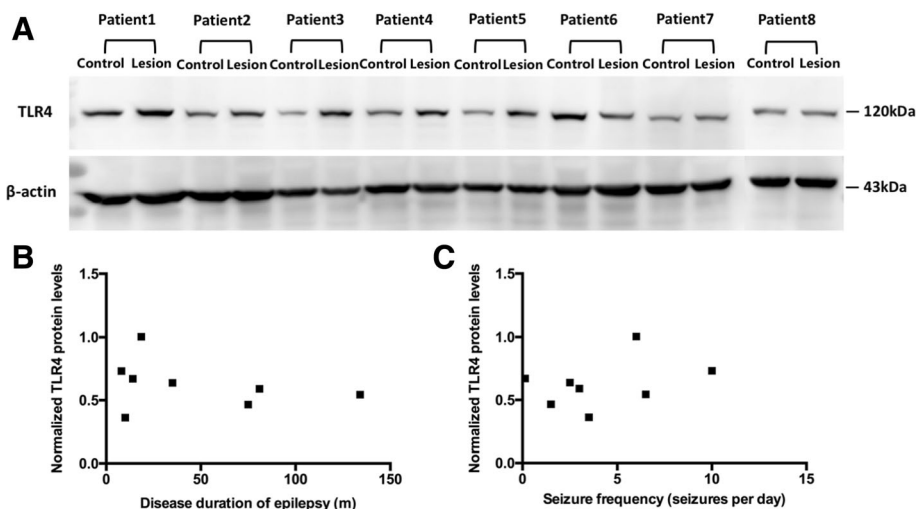 A
Patient1 Patient2 Patient3 Patient4 Patient5 Patient6 Patient7 Patient8
Control Lesion Control Lesion Control Lesion Control Lesion Control Lesion Control Lesion Control Lesion Control Lesion
TLR4 120kDa
β-actin 43kDa
B
Normalized TLR4 protein levels
1.5
1.0
0.5
0.0
0 50 100 150
Disease duration of epilepsy (m)
C
Normalized TLR4 protein levels
1.5
1.0
0.5
0.0
0 5 10 15
Seizure frequency (seizures per day)